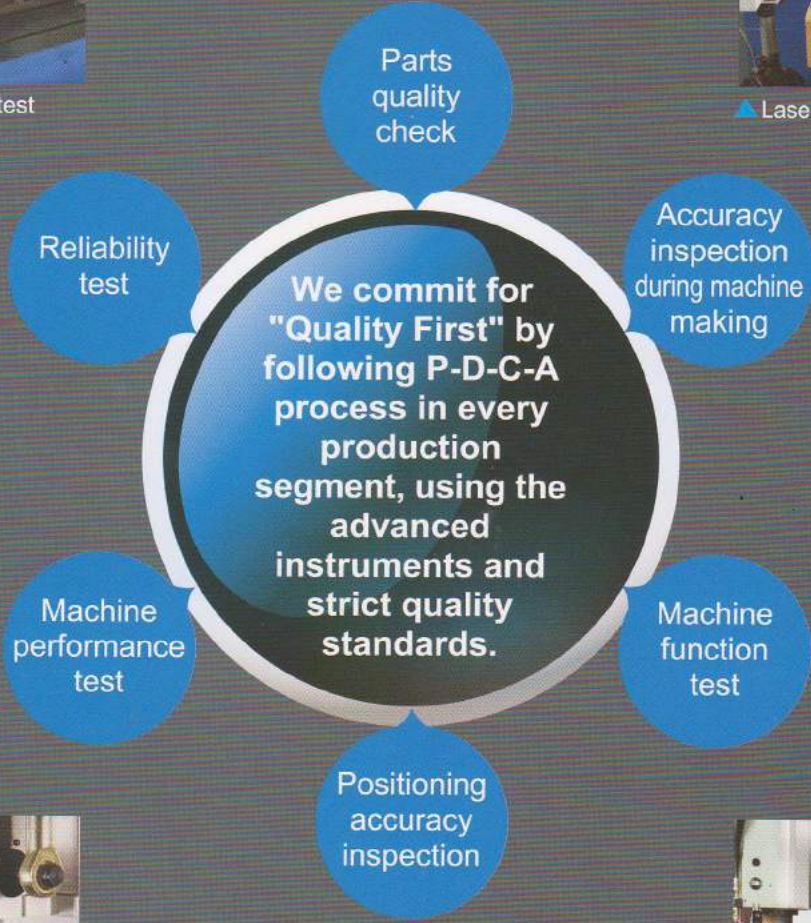 test
Parts
quality
check
Lase
Reliability
test
Accuracy
inspection
during machine
making
We commit for
"Quality First" by
following P-D-C-A
process in every
production
segment, using the
advanced
instruments and
strict quality
standards.
Machine
performance
test
Machine
function
test
Positioning
accuracy
inspection